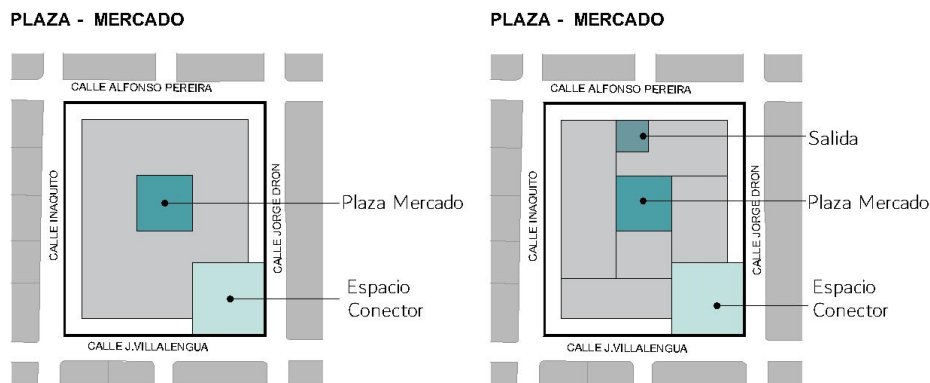 PLAZA - MERCADO
CALLE ALFONSO PEREIRA
CALLE INAQUITO
CALLE JORGE DRON
Plaza Mercado
Espacio
Conector
CALLE J.VILLALENGUA
PLAZA - MERCADO
CALLE ALFONSO PEREIRA
Salida
CALLE INAQUITO
CALLE JORGE DRON
Plaza Mercado
Espacio
Conector
CALLE J.VILLALENGUA